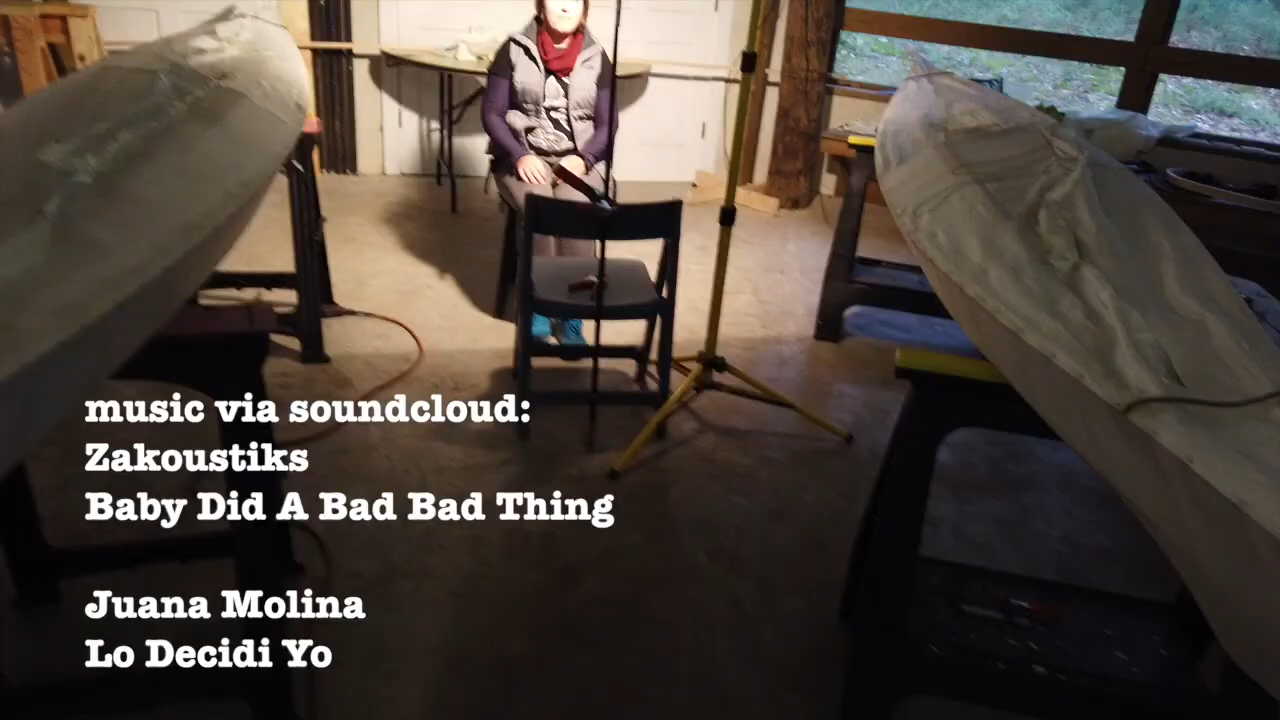 music via soundcloud:
Zakoustiks
Baby Did A Bad Bad Thing
Juana Molina
Lo Decidi Yo